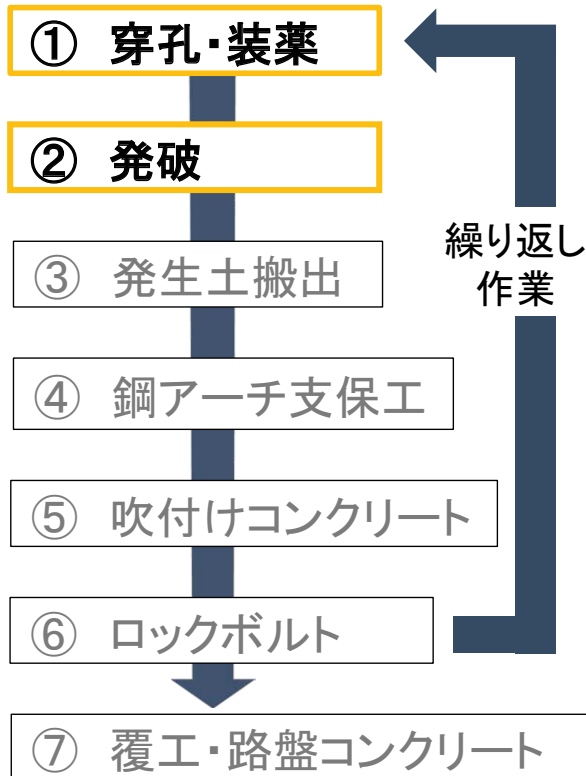 ① 穿孔・装薬
② 発破
③ 発生土搬出
④ 鋼アーチ支保工
⑤ 吹付けコンクリート
⑥ ロックボルト
⑦ 覆工・路盤コンクリート
繰り返し
作業